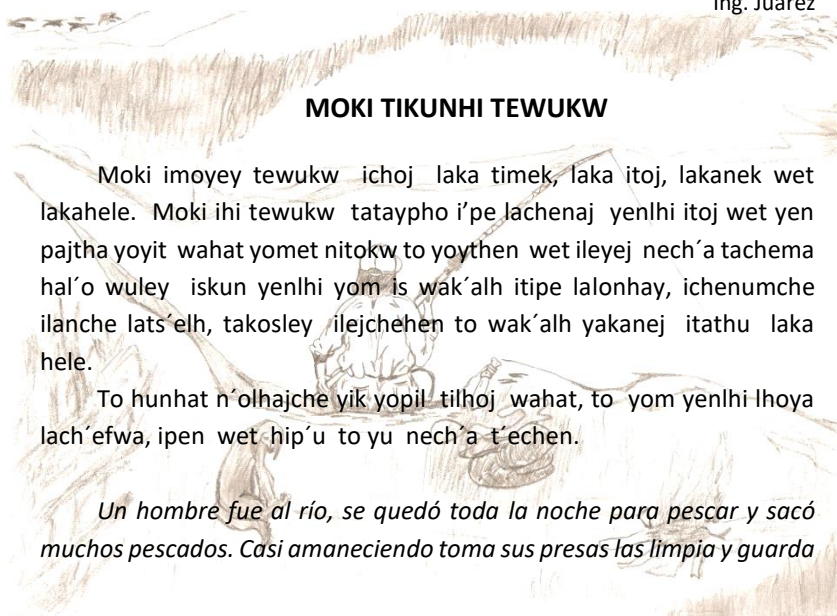 Ing. Juárez
MOKI TIKUNHI TEWUKW
Moki imoyey tewukw ichoj laka timek, laka itoj, lakanek wet
lakahele. Moki ihi tewukw tataypho i’pe lachenaj yenlhi itoj wet yen
pajtha yoyit wahat yomet nitokw to yoythen wet ileyej nech’a tachema
hal´o wuley iskun yenlhi yom is wak’alh itipe lalonhay, ichenumche
ilanche lats´elh, takosley ilejchehen to wak’alh yakanej itathu laka
hele.
To hunhat n´olhajche yik yopil tilhoj wahat, to yom yenlhi lhoya
lach´efwa, ipen wet hip´u to yu nech’a t´echen.
Un hombre fue al río, se quedó toda la noche para pescar y sacó
muchos pescados. Casi amaneciendo toma sus presas las limpia y guarda